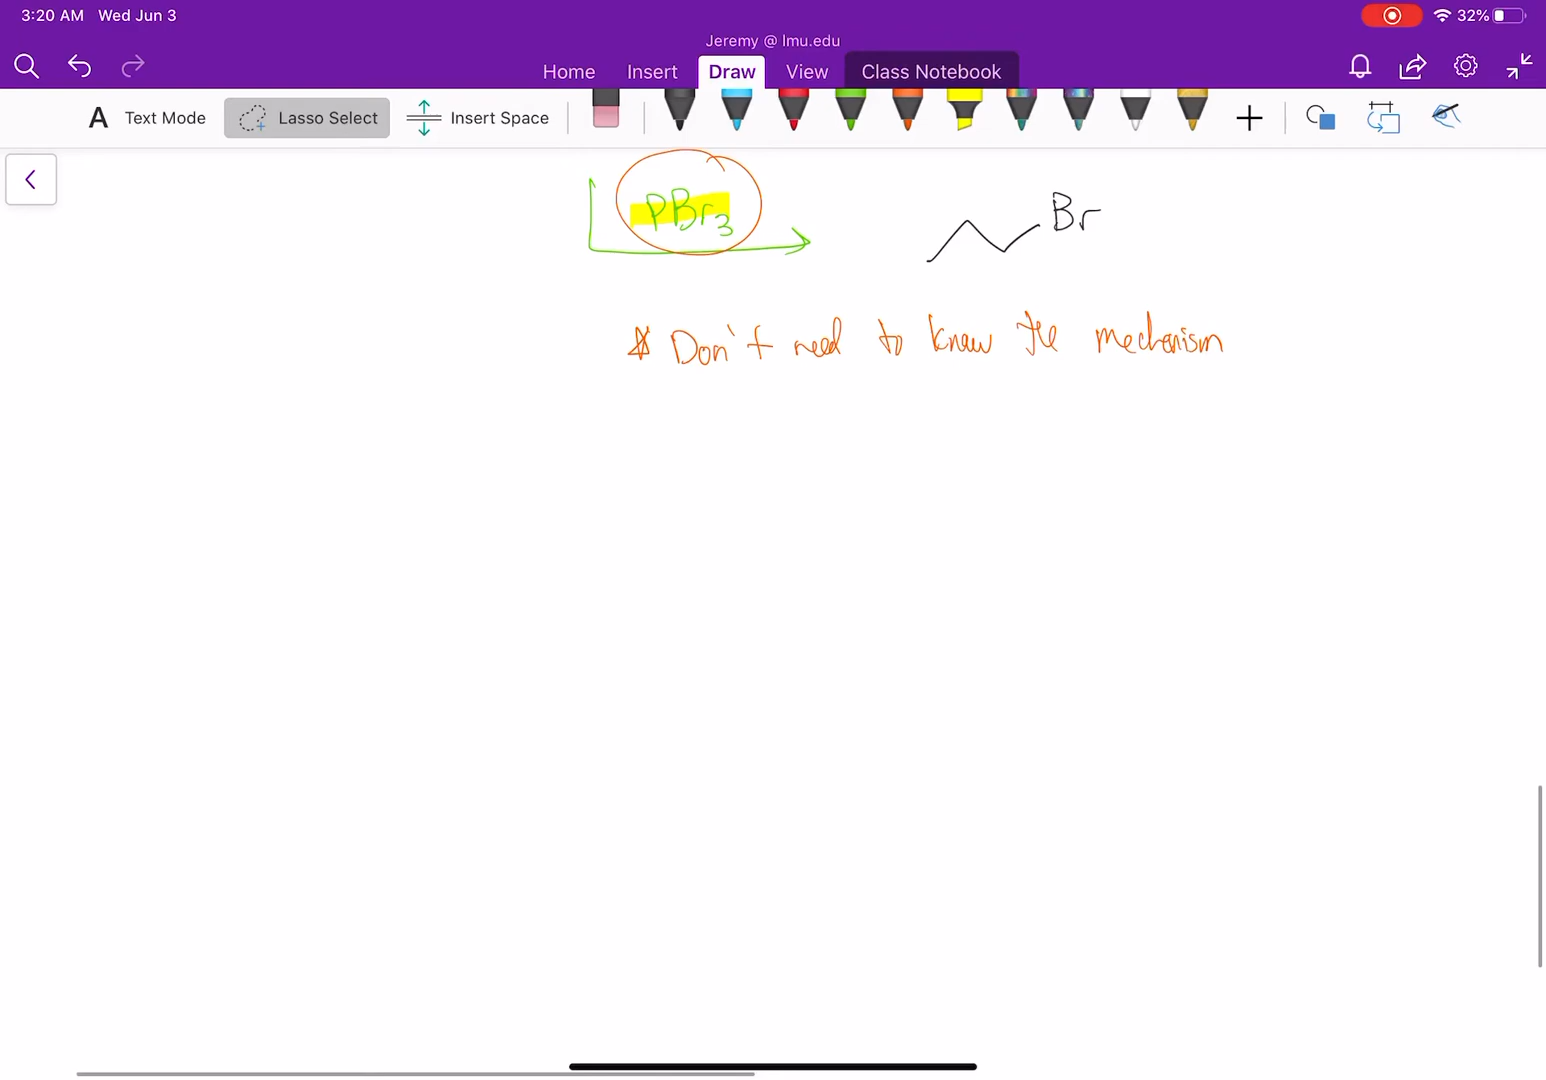 3:20 AM Wed Jun 3
32%
Jeremy @ lmu.edu
Home Insert Draw View Class Notebook
A Text Mode Lasso Select Insert Space
PBr3
Br
* Don't need to know the mechanism